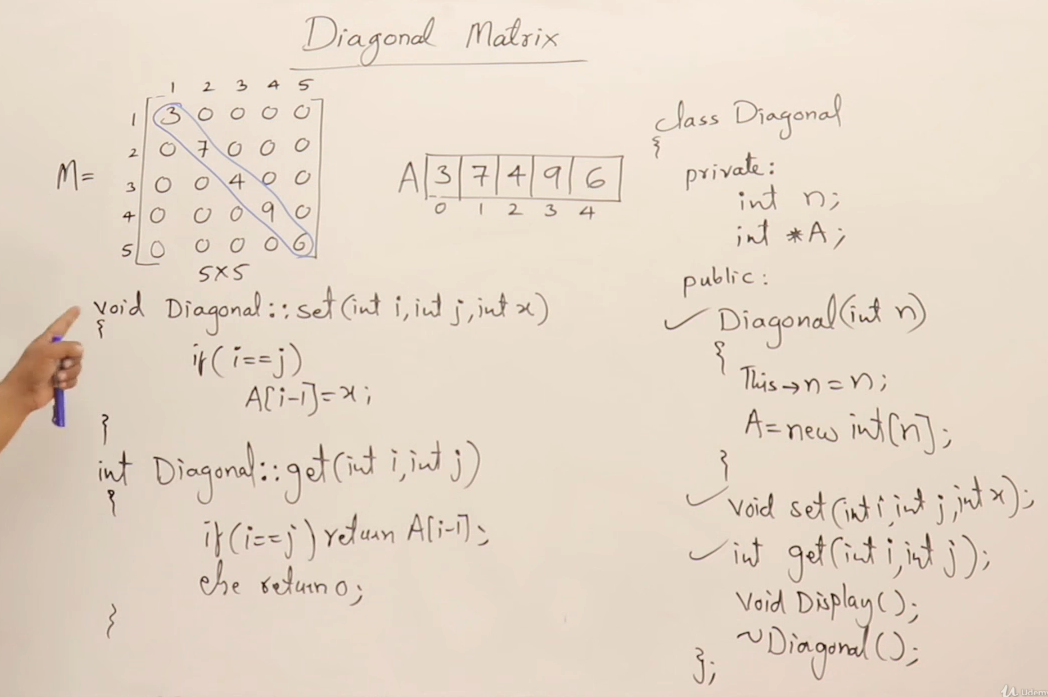 Diagonal Matrix
1 2 3 4 5
1 3 0 0 0 0
2 0 7 0 0 0
M= 3 0 0 4 0 0
4 0 0 0 9 0
5 0 0 0 0 6
5×5
A 3 7 4 9 6
0 1 2 3 4
void Diagonal::set(int i,int j,int x)
{
if(i==j)
A[i-1]=x;
}
int Diagonal::get(int i,int j)
{
if(i==j)return A[i-1];
else return 0;
}
class Diagonal
{
private:
int n;
int *A;
public:
✓ Diagonal(int n)
{
This→n=n;
A=new int[n];
}
✓ void set(int i,int j,int x);
✓ int get(int i,int j);
void Display();
~Diagonal();
};
Udemy